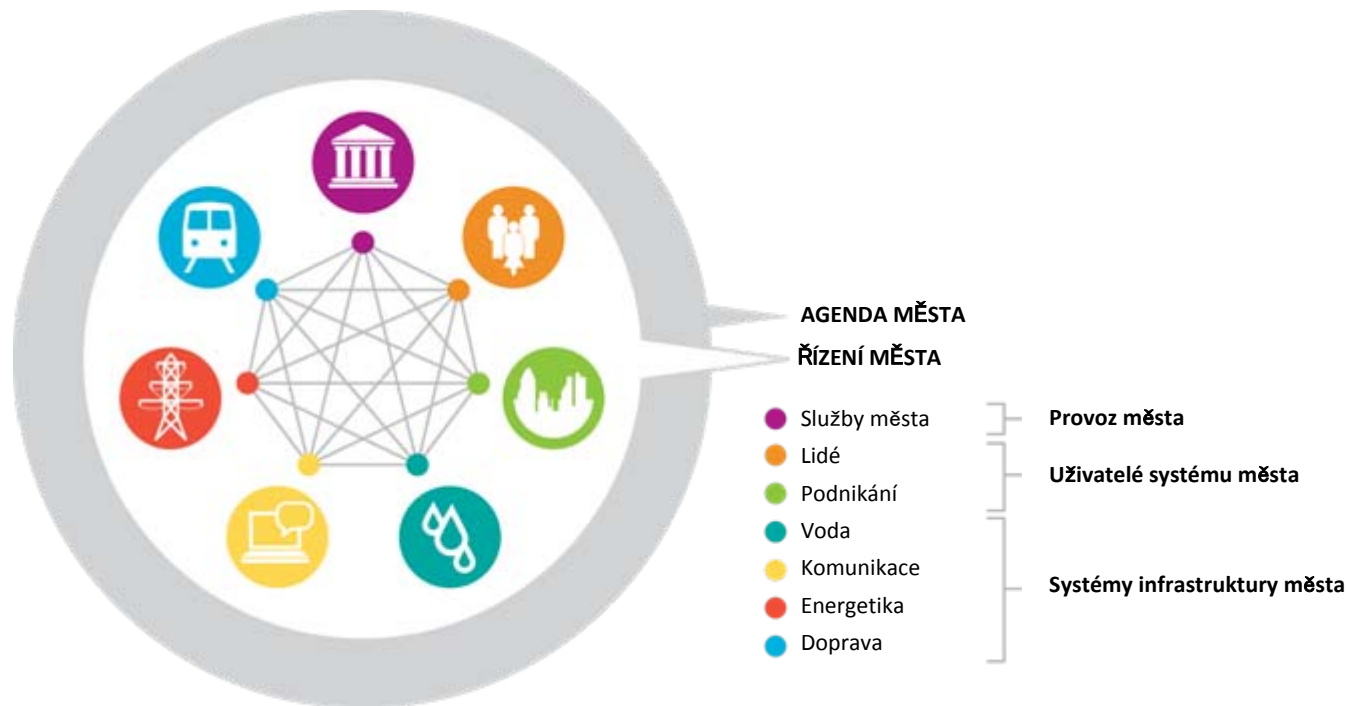 AGENDA MĚSTA
ŘÍZENÍ MĚSTA
Služby města
Lidé
Podnikání
Voda
Komunikace
Energetika
Doprava
Provoz města
Uživatelé systému města
Systémy infrastruktury města